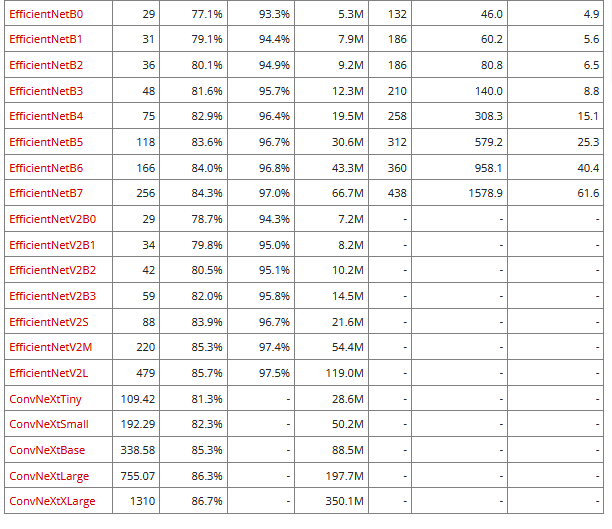 EfficientNetB0 29 77.1% 93.3% 5.3M 132 46.0 4.9
EfficientNetB1 31 79.1% 94.4% 7.9M 186 60.2 5.6
EfficientNetB2 36 80.1% 94.9% 9.2M 186 80.8 6.5
EfficientNetB3 48 81.6% 95.7% 12.3M 210 140.0 8.8
EfficientNetB4 75 82.9% 96.4% 19.5M 258 308.3 15.1
EfficientNetB5 118 83.6% 96.7% 30.6M 312 579.2 25.3
EfficientNetB6 166 84.0% 96.8% 43.3M 360 958.1 40.4
EfficientNetB7 256 84.3% 97.0% 66.7M 438 1578.9 61.6
EfficientNetV2B0 29 78.7% 94.3% 7.2M - - -
EfficientNetV2B1 34 79.8% 95.0% 8.2M - - -
EfficientNetV2B2 42 80.5% 95.1% 10.2M - - -
EfficientNetV2B3 59 82.0% 95.8% 14.5M - - -
EfficientNetV2S 88 83.9% 96.7% 21.6M - - -
EfficientNetV2M 220 85.3% 97.4% 54.4M - - -
EfficientNetV2L 479 85.7% 97.5% 119.0M - - -
ConvNeXtTiny 109.42 81.3% - 28.6M - - -
ConvNeXtSmall 192.29 82.3% - 50.2M - - -
ConvNeXtBase 338.58 85.3% - 88.5M - - -
ConvNeXtLarge 755.07 86.3% - 197.7M - - -
ConvNeXtXLarge 1310 86.7% - 350.1M - - -